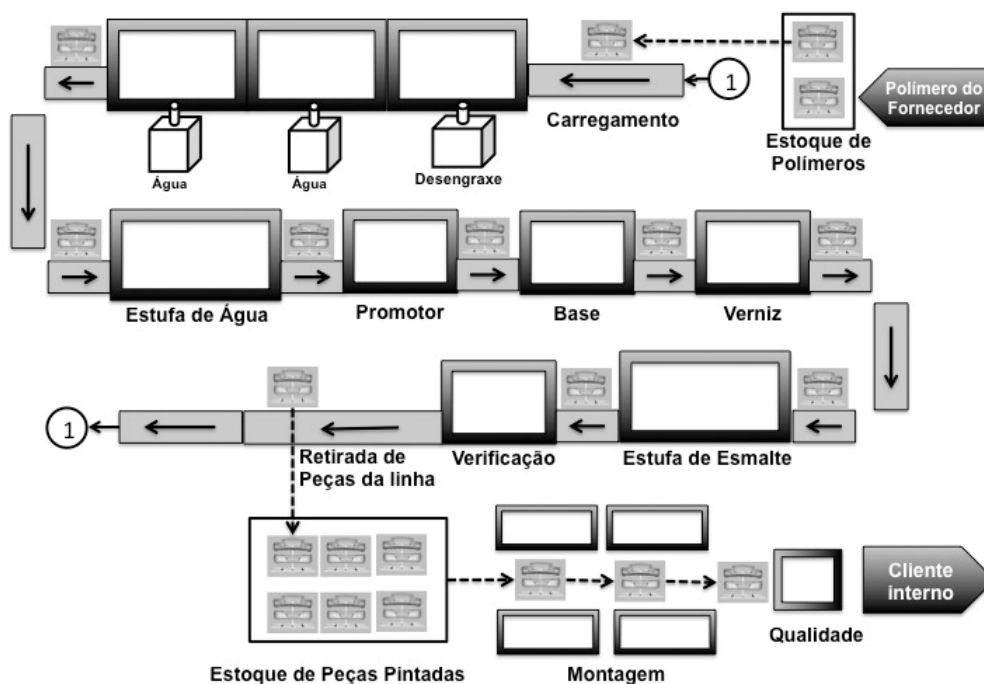 Polímero do
Fornecedor
1
Carregamento
Estoque de
Polímeros
Água
Água
Desengraxe
Estufa de Água
Promotor
Base
Verniz
1
Retirada de
Peças da linha
Verificação
Estufa de Esmalte
Cliente
interno
Qualidade
Estoque de Peças Pintadas
Montagem